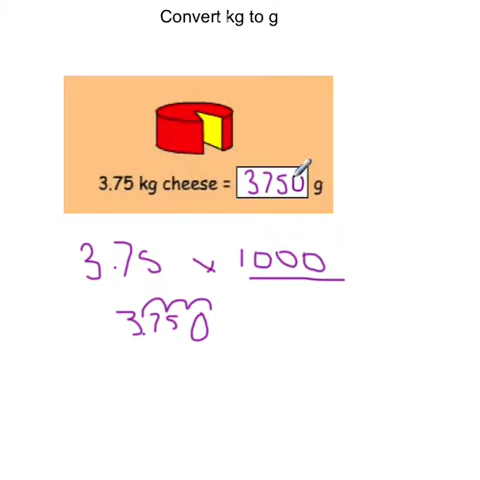 Convert kg to g
3.75 kg cheese = 3750 g
3.75 x 1000
3.750